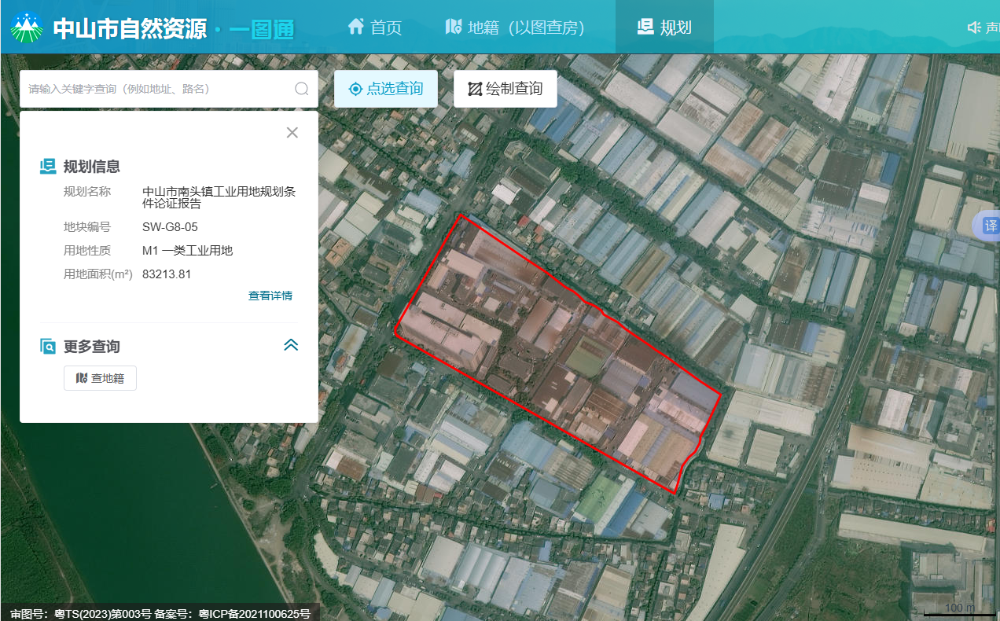 中山市自然资源·一图通
首页
地籍（以图查房）
规划
声
请输入关键字查询（例如地址、路名）
点选查询
绘制查询
规划信息
规划名称 中山市南头镇工业用地规划条
件论证报告
地块编号 SW-G8-05
用地性质 M1 一类工业用地
用地面积(m²) 83213.81
查看详情
更多查询
查地籍
译
审图号：粤TS(2023)第003号 备案号：粤ICP备2021100625号
100 m